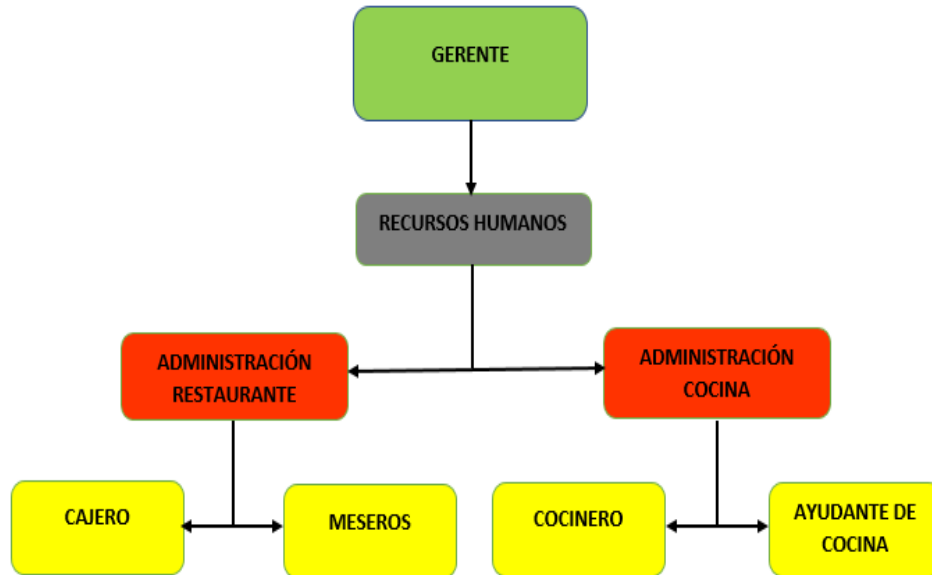 GERENTE
RECURSOS HUMANOS
ADMINISTRACIÓN
RESTAURANTE
ADMINISTRACIÓN
COCINA
CAJERO
MESEROS
COCINERO
AYUDANTE DE
COCINA